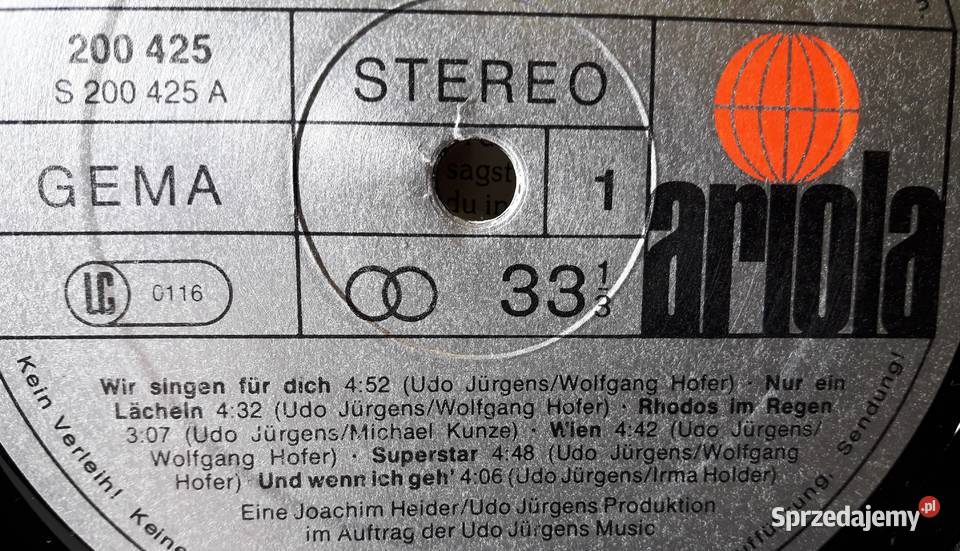 200 425
S 200 425 A
STEREO
GEMA
sagst
du in
1
LC 0116
33 1/3
ariola
Wir singen für dich 4:52 (Udo Jürgens/Wolfgang Hofer) · Nur ein
Lächeln 4:32 (Udo Jürgens/Wolfgang Hofer) · Rhodos im Regen
3:07 (Udo Jürgens/Michael Kunze) · Wien 4:42 (Udo Jürgens/
Wolfgang Hofer) · Superstar 4:48 (Udo Jürgens/Wolfgang
Hofer) · Und wenn ich geh' 4:06 (Udo Jürgens/Irma Holder)
Eine Joachim Heider/Udo Jürgens Produktion
im Auftrag der Udo Jürgens Music
Kein Verleih! Keine
Sendung!
Sprzedajemy.pl